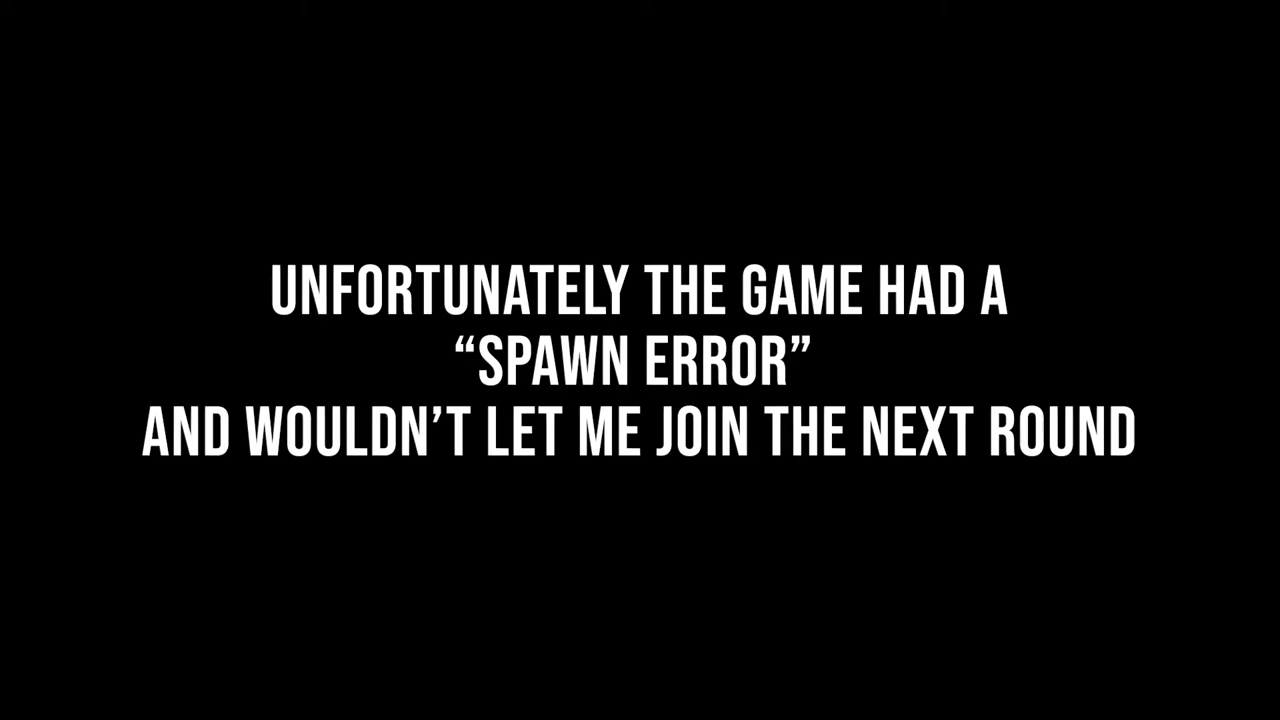 UNFORTUNATELY THE GAME HAD A
“SPAWN ERROR”
AND WOULDN’T LET ME JOIN THE NEXT ROUND